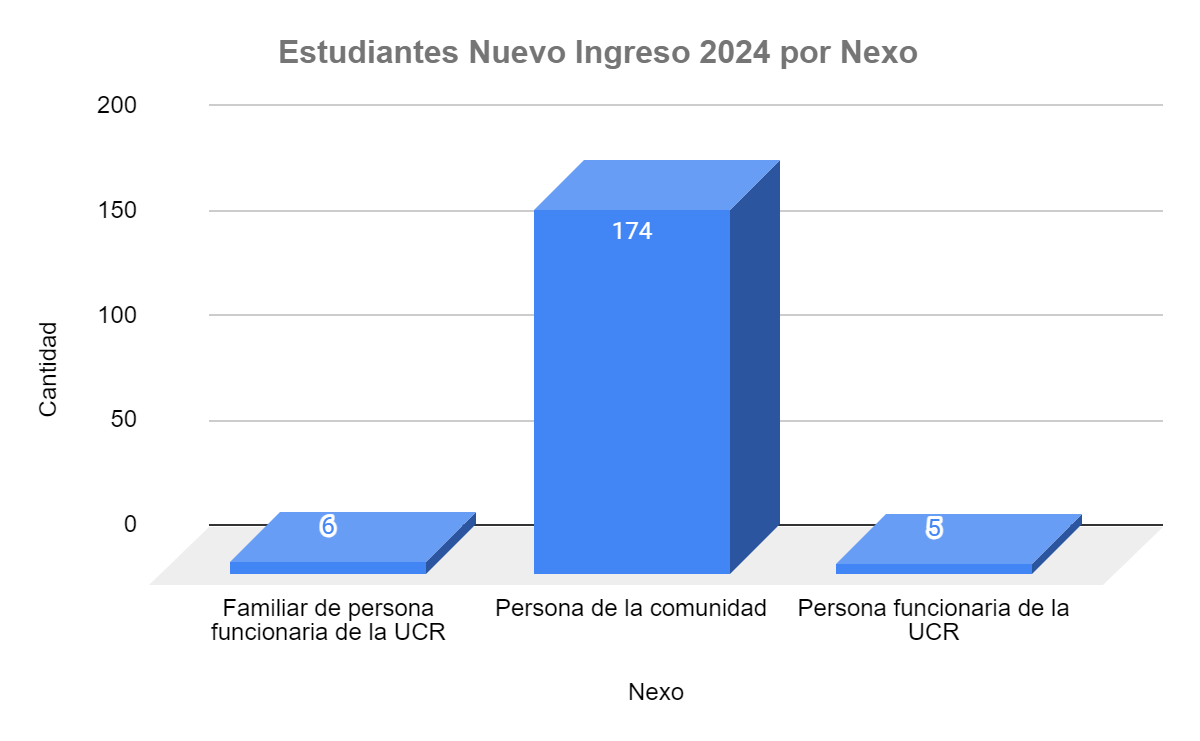 Estudiantes Nuevo Ingreso 2024 por Nexo
200
150
100
50
0
Cantidad
174
6
5
Familiar de persona
funcionaria de la UCR
Persona de la comunidad
Persona funcionaria de la
UCR
Nexo